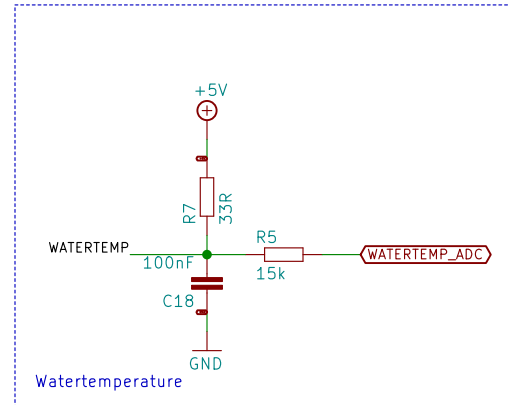 +5V
R7
33R
WATERTEMP
100nF
R5
15k
WATERTEMP_ADC
C18
GND
Watertemperature